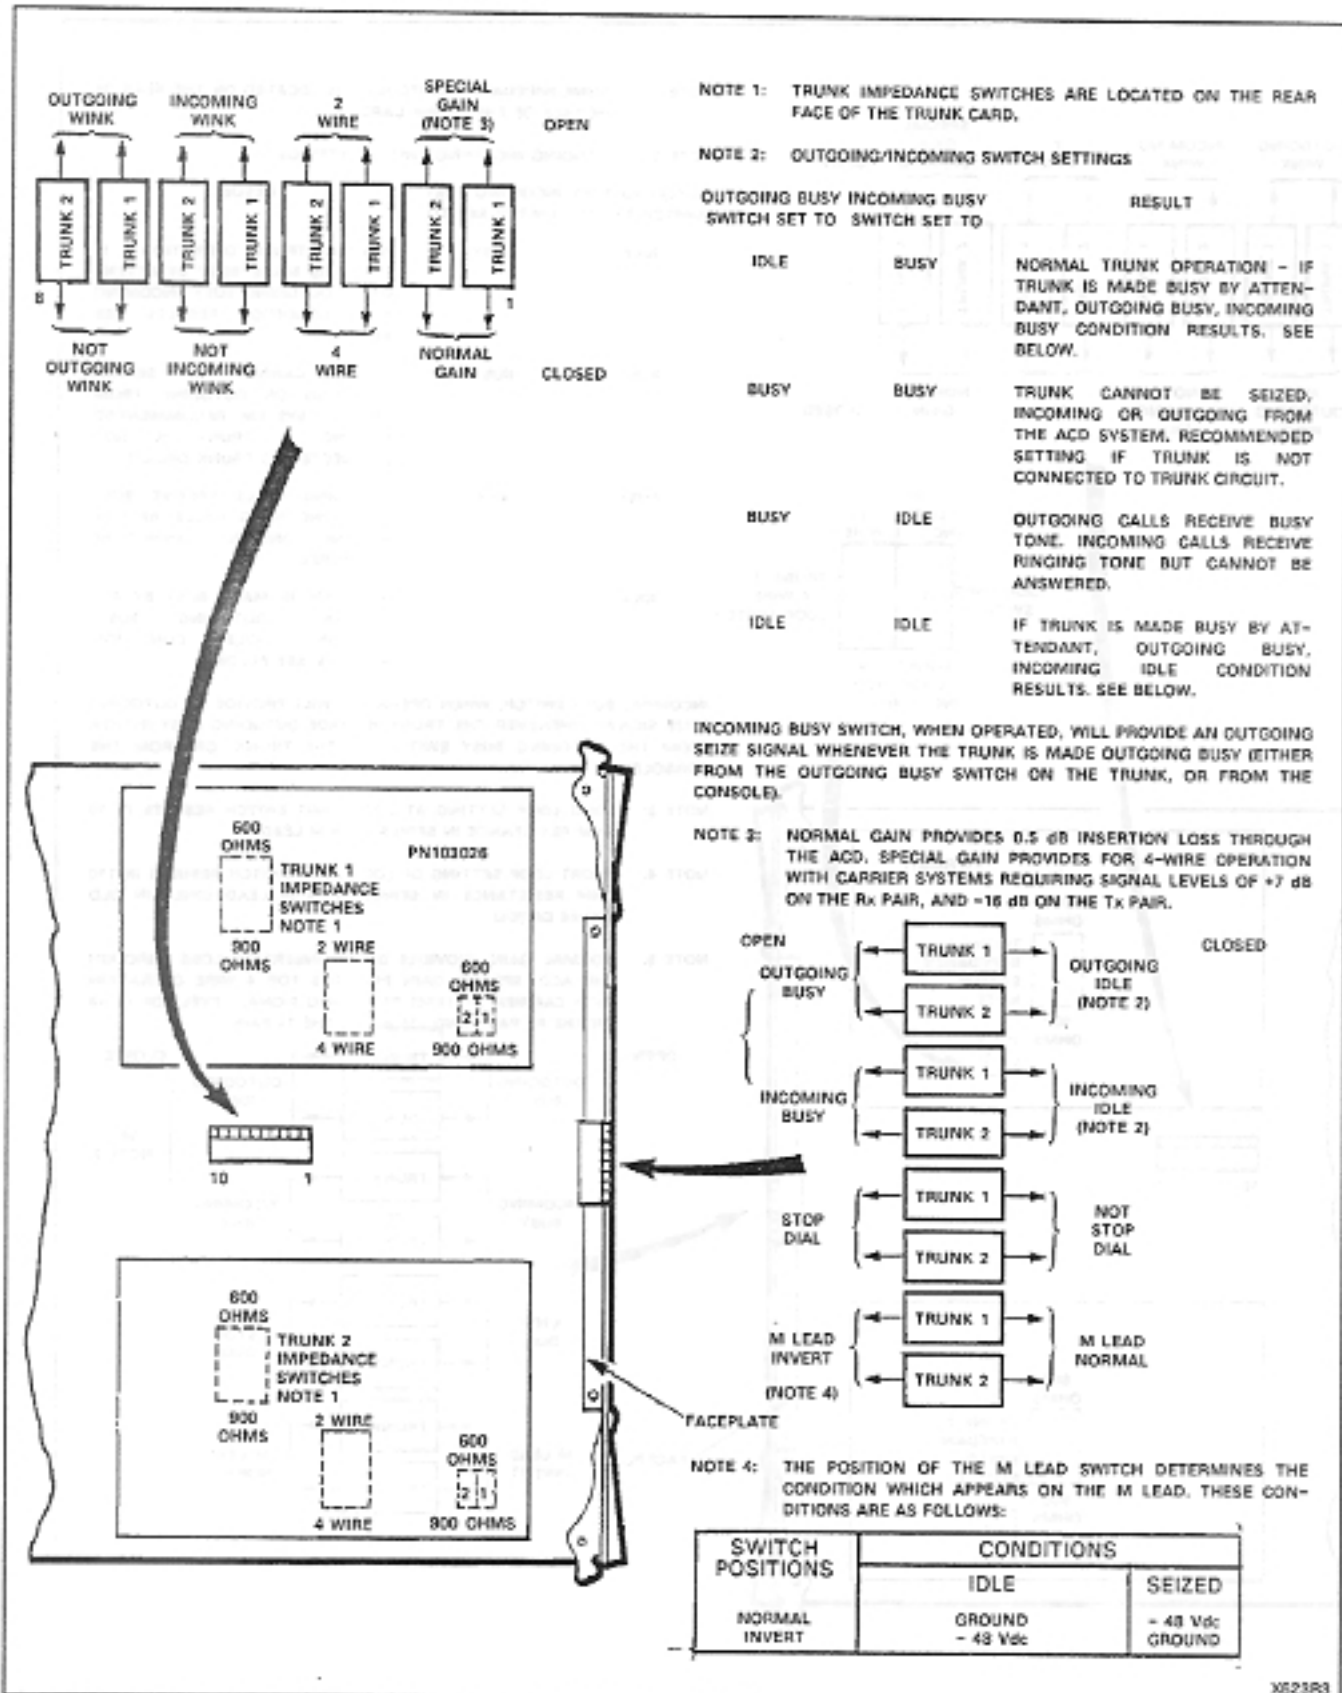 OUTGOING WINK
INCOMING WINK
2 WIRE
SPECIAL GAIN (NOTE 3)
OPEN
TRUNK 2
TRUNK 1
TRUNK 2
TRUNK 1
TRUNK 2
TRUNK 1
TRUNK 2
TRUNK 1
8
1
NOT OUTGOING WINK
NOT INCOMING WINK
4 WIRE
NORMAL GAIN
CLOSED
NOTE 1: TRUNK IMPEDANCE SWITCHES ARE LOCATED ON THE REAR
FACE OF THE TRUNK CARD.
NOTE 2: OUTGOING/INCOMING SWITCH SETTINGS
OUTGOING BUSY INCOMING BUSY RESULT
SWITCH SET TO SWITCH SET TO
IDLE BUSY NORMAL TRUNK OPERATION - IF
TRUNK IS MADE BUSY BY ATTEN-
DANT, OUTGOING BUSY, INCOMING
BUSY CONDITION RESULTS. SEE
BELOW.
BUSY BUSY TRUNK CANNOT BE SEIZED,
INCOMING OR OUTGOING FROM
THE ACD SYSTEM. RECOMMENDED
SETTING IF TRUNK IS NOT
CONNECTED TO TRUNK CIRCUIT.
BUSY IDLE OUTGOING CALLS RECEIVE BUSY
TONE. INCOMING CALLS RECEIVE
RINGING TONE BUT CANNOT BE
ANSWERED.
IDLE IDLE IF TRUNK IS MADE BUSY BY AT-
TENDANT, OUTGOING BUSY,
INCOMING IDLE CONDITION
RESULTS. SEE BELOW.
INCOMING BUSY SWITCH, WHEN OPERATED, WILL PROVIDE AN OUTGOING
SEIZE SIGNAL WHENEVER THE TRUNK IS MADE OUTGOING BUSY (EITHER
FROM THE OUTGOING BUSY SWITCH ON THE TRUNK, OR FROM THE
CONSOLE).
NOTE 3: NORMAL GAIN PROVIDES 0.5 dB INSERTION LOSS THROUGH
THE ACD. SPECIAL GAIN PROVIDES FOR 4-WIRE OPERATION
WITH CARRIER SYSTEMS REQUIRING SIGNAL LEVELS OF +7 dB
ON THE Rx PAIR, AND -16 dB ON THE Tx PAIR.
600 OHMS
PN103026
TRUNK 1
IMPEDANCE
SWITCHES
NOTE 1
900 OHMS
2 WIRE
4 WIRE
600 OHMS
2 1
900 OHMS
10 1
600 OHMS
TRUNK 2
IMPEDANCE
SWITCHES
NOTE 1
900 OHMS
2 WIRE
4 WIRE
600 OHMS
2 1
900 OHMS
FACEPLATE
OPEN
CLOSED
OUTGOING BUSY
TRUNK 1
TRUNK 2
OUTGOING IDLE (NOTE 2)
INCOMING BUSY
TRUNK 1
TRUNK 2
INCOMING IDLE (NOTE 2)
STOP DIAL
TRUNK 1
TRUNK 2
NOT STOP DIAL
M LEAD INVERT
(NOTE 4)
TRUNK 1
TRUNK 2
M LEAD NORMAL
NOTE 4: THE POSITION OF THE M LEAD SWITCH DETERMINES THE
CONDITION WHICH APPEARS ON THE M LEAD. THESE CON-
DITIONS ARE AS FOLLOWS:
SWITCH POSITIONS
CONDITIONS
IDLE SEIZED
NORMAL GROUND - 48 Vdc
INVERT - 48 Vdc GROUND
X623R3